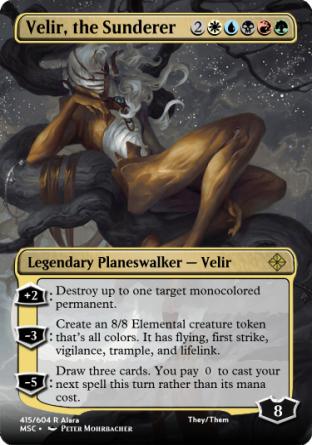 Velir, the Sunderer 2
Legendary Planeswalker — Velir
+2: Destroy up to one target monocolored
permanent.
-3: Create an 8/8 Elemental creature token
that's all colors. It has flying, first strike,
vigilance, trample, and lifelink.
-5: Draw three cards. You pay 0 to cast your
next spell this turn rather than its mana
cost.
8
415/604 R Alara They/Them
MSC • Peter Mohrbacher